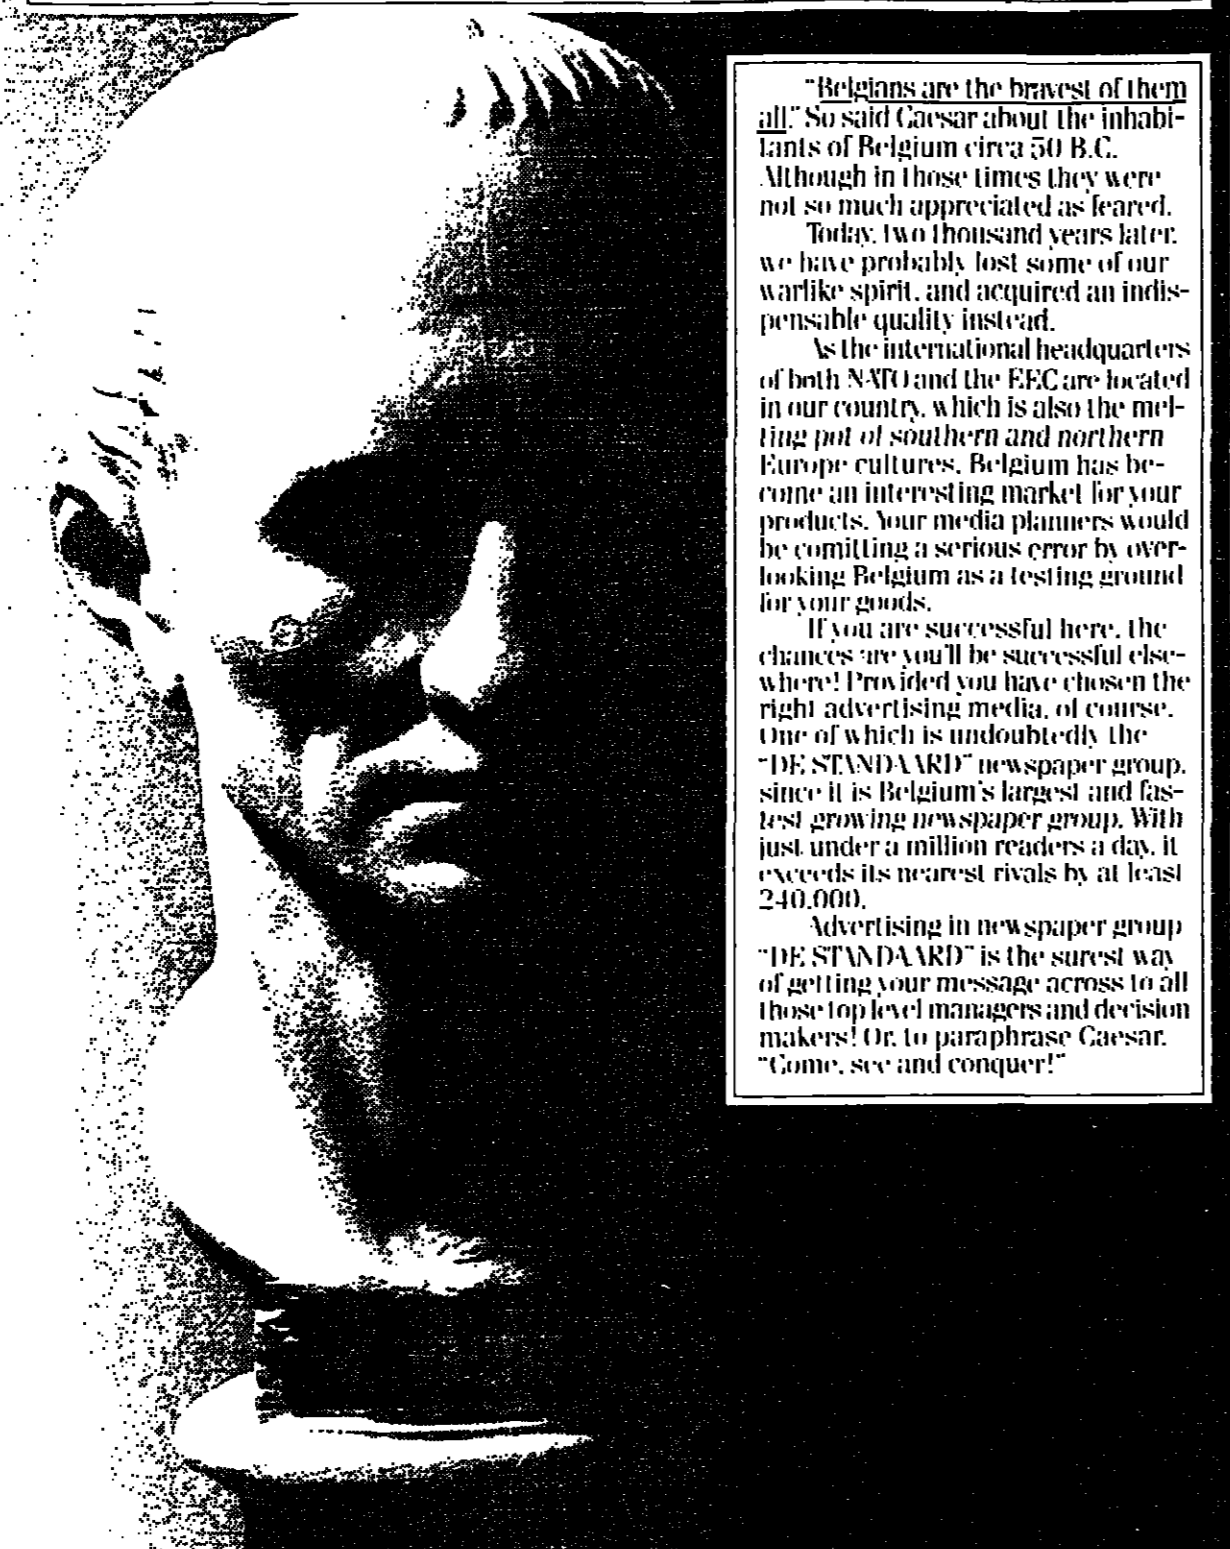 "Belgians are the bravest of them
all." So said Caesar about the inhabi-
tants of Belgium circa 50 B.C.
Although in those times they were
not so much appreciated as feared.
Today, two thousand years later,
we have probably lost some of our
warlike spirit, and acquired an indis-
pensable quality instead.
As the international headquarters
of both NATO and the EEC are located
in our country, which is also the mel-
ting pot of southern and northern
Europe cultures, Belgium has be-
come an interesting market for your
products. Your media planners would
be comitting a serious error by over-
looking Belgium as a testing ground
for your goods.
If you are successful here, the
chances are you'll be successful else-
where! Provided you have chosen the
right advertising media, of course.
One of which is undoubtedly the
"DE STANDAARD" newspaper group,
since it is Belgium's largest and fas-
test growing newspaper group. With
just under a million readers a day, it
exceeds its nearest rivals by at least
240.000.
Advertising in newspaper group
"DE STANDAARD" is the surest way
of getting your message across to all
those top level managers and decision
makers! Or, to paraphrase Caesar,
"Come, see and conquer!"